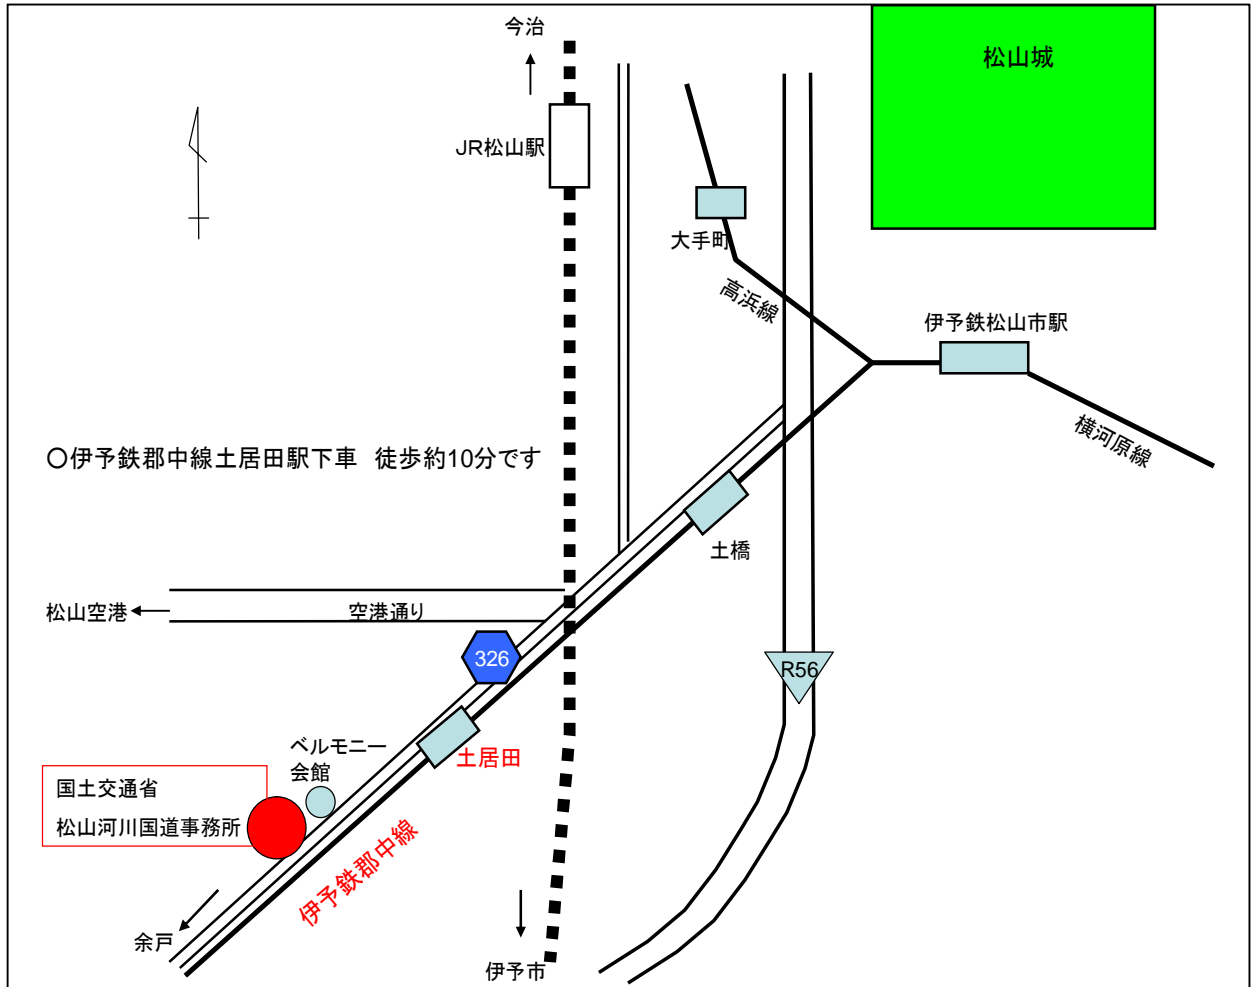 今治
松山城
JR松山駅
大手町
高浜線
伊予鉄松山市駅
横河原線
〇伊予鉄郡中線土居田駅下車　徒歩約10分です
土橋
松山空港
空港通り
326
R56
ベルモニー
会館
土居田
国土交通省
松山河川国道事務所
伊予鉄郡中線
余戸
伊予市